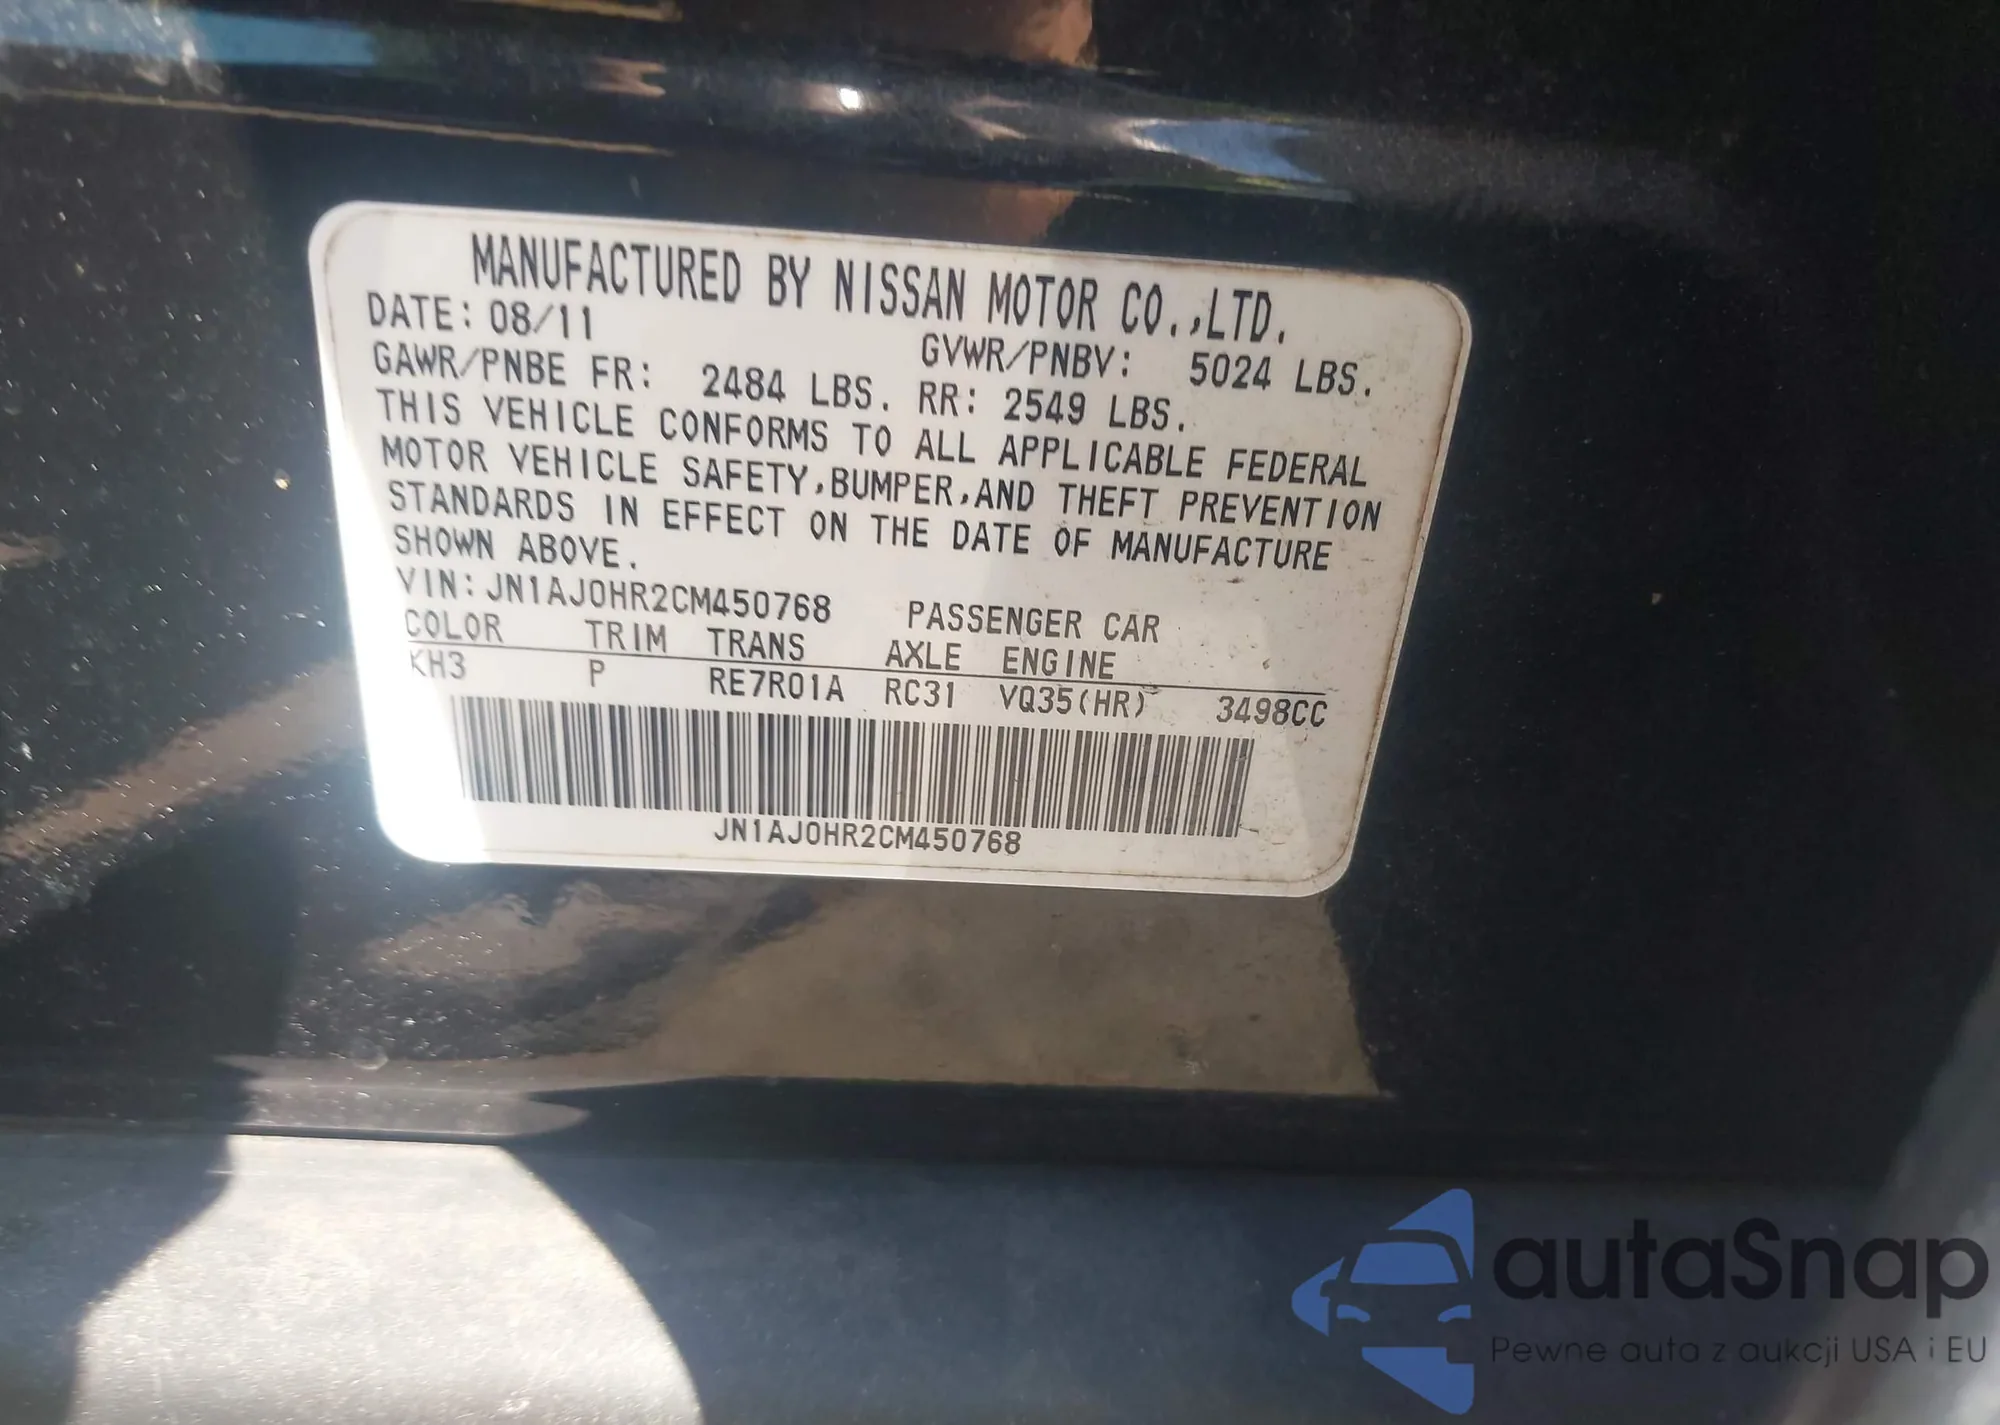 MANUFACTURED BY NISSAN MOTOR CO.,LTD.
DATE: 08/11 GVWR/PNBV: 5024 LBS.
GAWR/PNBE FR: 2484 LBS. RR: 2549 LBS.
THIS VEHICLE CONFORMS TO ALL APPLICABLE FEDERAL
MOTOR VEHICLE SAFETY,BUMPER,AND THEFT PREVENTION
STANDARDS IN EFFECT ON THE DATE OF MANUFACTURE
SHOWN ABOVE.
VIN:JN1AJ0HR2CM450768 PASSENGER CAR
COLOR TRIM TRANS AXLE ENGINE
KH3 P RE7R01A RC31 VQ35(HR) 3498CC
JN1AJ0HR2CM450768
autaSnap
Pewne auta z aukcji USA i EU